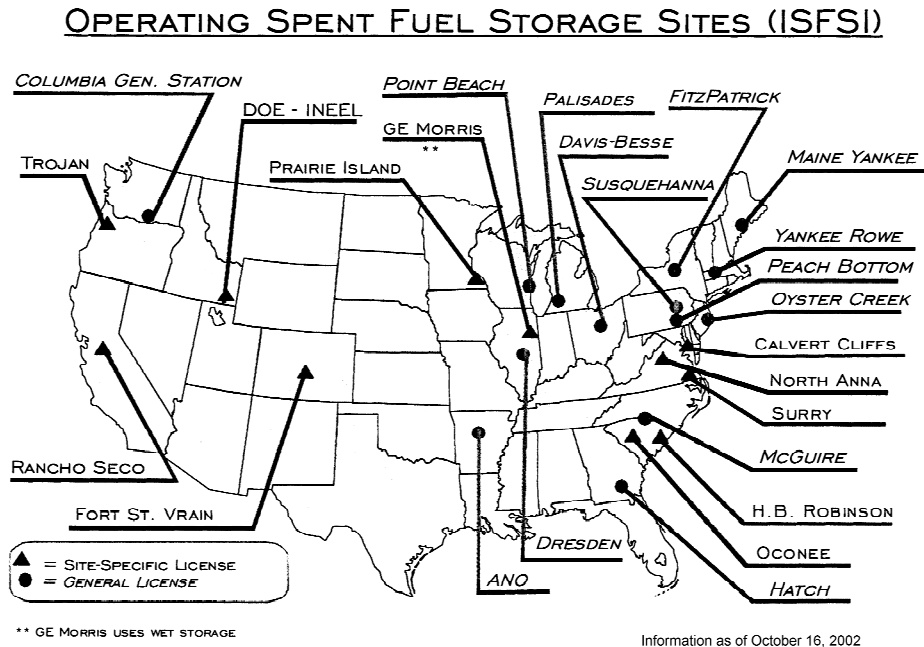 OPERATING SPENT FUEL STORAGE SITES (ISFSI)
COLUMBIA GEN. STATION
POINT BEACH
PALISADES
FITZPATRICK
DOE - INEEL
GE MORRIS
**
DAVIS-BESSE
TROJAN
PRAIRIE ISLAND
SUSQUEHANNA
MAINE YANKEE
YANKEE ROWE
PEACH BOTTOM
OYSTER CREEK
CALVERT CLIFFS
NORTH ANNA
SURRY
RANCHO SECO
MCGUIRE
FORT ST. VRAIN
H.B. ROBINSON
DRESDEN
OCONEE
ANO
HATCH
= SITE-SPECIFIC LICENSE
= GENERAL LICENSE
** GE MORRIS USES WET STORAGE
Information as of October 16, 2002